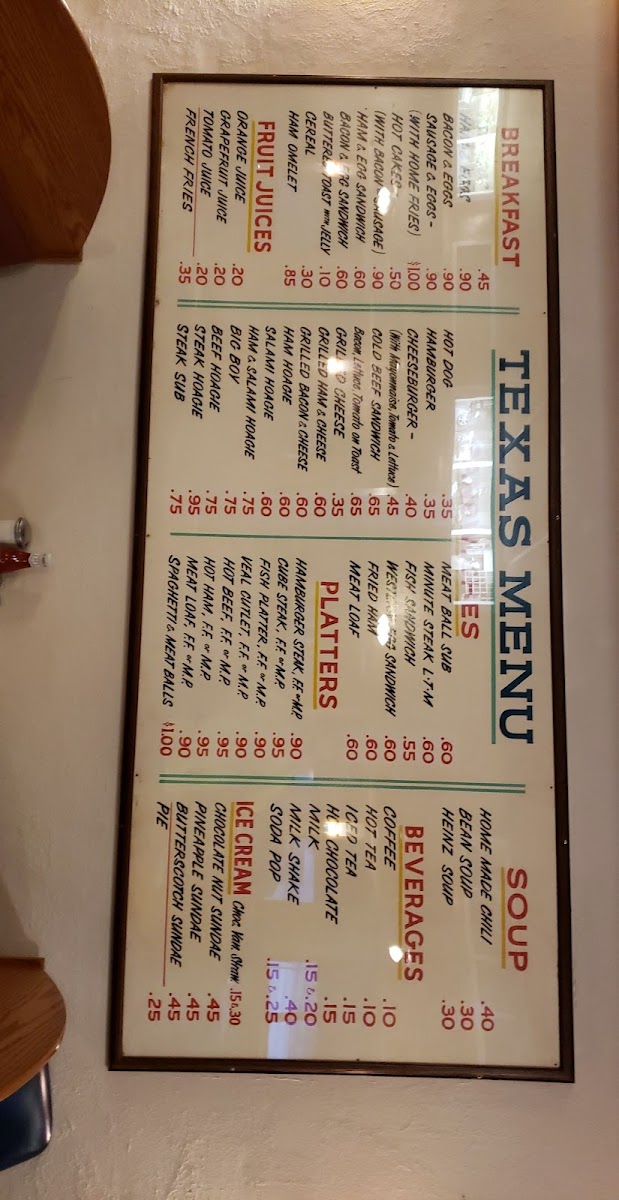 TEXAS MENU
BREAKFAST
.45
.90
BACON & EGGS .90
SAUSAGE & EGGS - .90
(WITH HOME FRIES) $1.00
HOT CAKES .50
(WITH BACON - SAUSAGE) .90
HAM & EGG SANDWICH .60
BACON & EGG SANDWICH .60
BUTTERED TOAST WITH JELLY .10
CEREAL .30
HAM OMELET .85
FRUIT JUICES
ORANGE JUICE .20
GRAPEFRUIT JUICE .20
TOMATO JUICE .20
FRENCH FRIES .35
HOT DOG .35
HAMBURGER .35
CHEESEBURGER - .40
(With Mayonnaise, Tomato & Lettuce) .45
COLD BEEF SANDWICH .65
Bacon, Lettuce, Tomato on Toast .65
GRILLED CHEESE .35
GRILLED HAM & CHEESE .60
GRILLED BACON & CHEESE .60
HAM HOAGIE .60
SALAMI HOAGIE .60
HAM & SALAMI HOAGIE .75
BIG BOY .75
BEEF HOAGIE .75
STEAK HOAGIE .95
STEAK SUB .75
MEAT BALL SUB .60
MINUTE STEAK L-T-M .60
FISH SANDWICH .55
WESTERN EGG SANDWICH .60
FRIED HAM .60
MEAT LOAF .60
PLATTERS
HAMBURGER STEAK, F.F. or M.P. .90
CUBE STEAK, F.F. or M.P. .95
FISH PLATTER, F.F. or M.P. .90
VEAL CUTLET, F.F. or M.P. .90
HOT BEEF, F.F. or M.P. .95
HOT HAM, F.F. or M.P. .95
MEAT LOAF, F.F. or M.P. .90
SPAGHETTI & MEAT BALLS $1.00
SOUP
HOME MADE CHILI .40
BEAN SOUP .30
HEINZ SOUP .30
BEVERAGES
COFFEE .10
HOT TEA .10
ICED TEA .15
HOT CHOCOLATE .15
MILK .15 & .20
MILK SHAKE .40
SODA POP .15 & .25
ICE CREAM Choc. Van. Straw. .15 & .30
CHOCOLATE NUT SUNDAE .45
PINEAPPLE SUNDAE .45
BUTTERSCOTCH SUNDAE .45
PIE .25